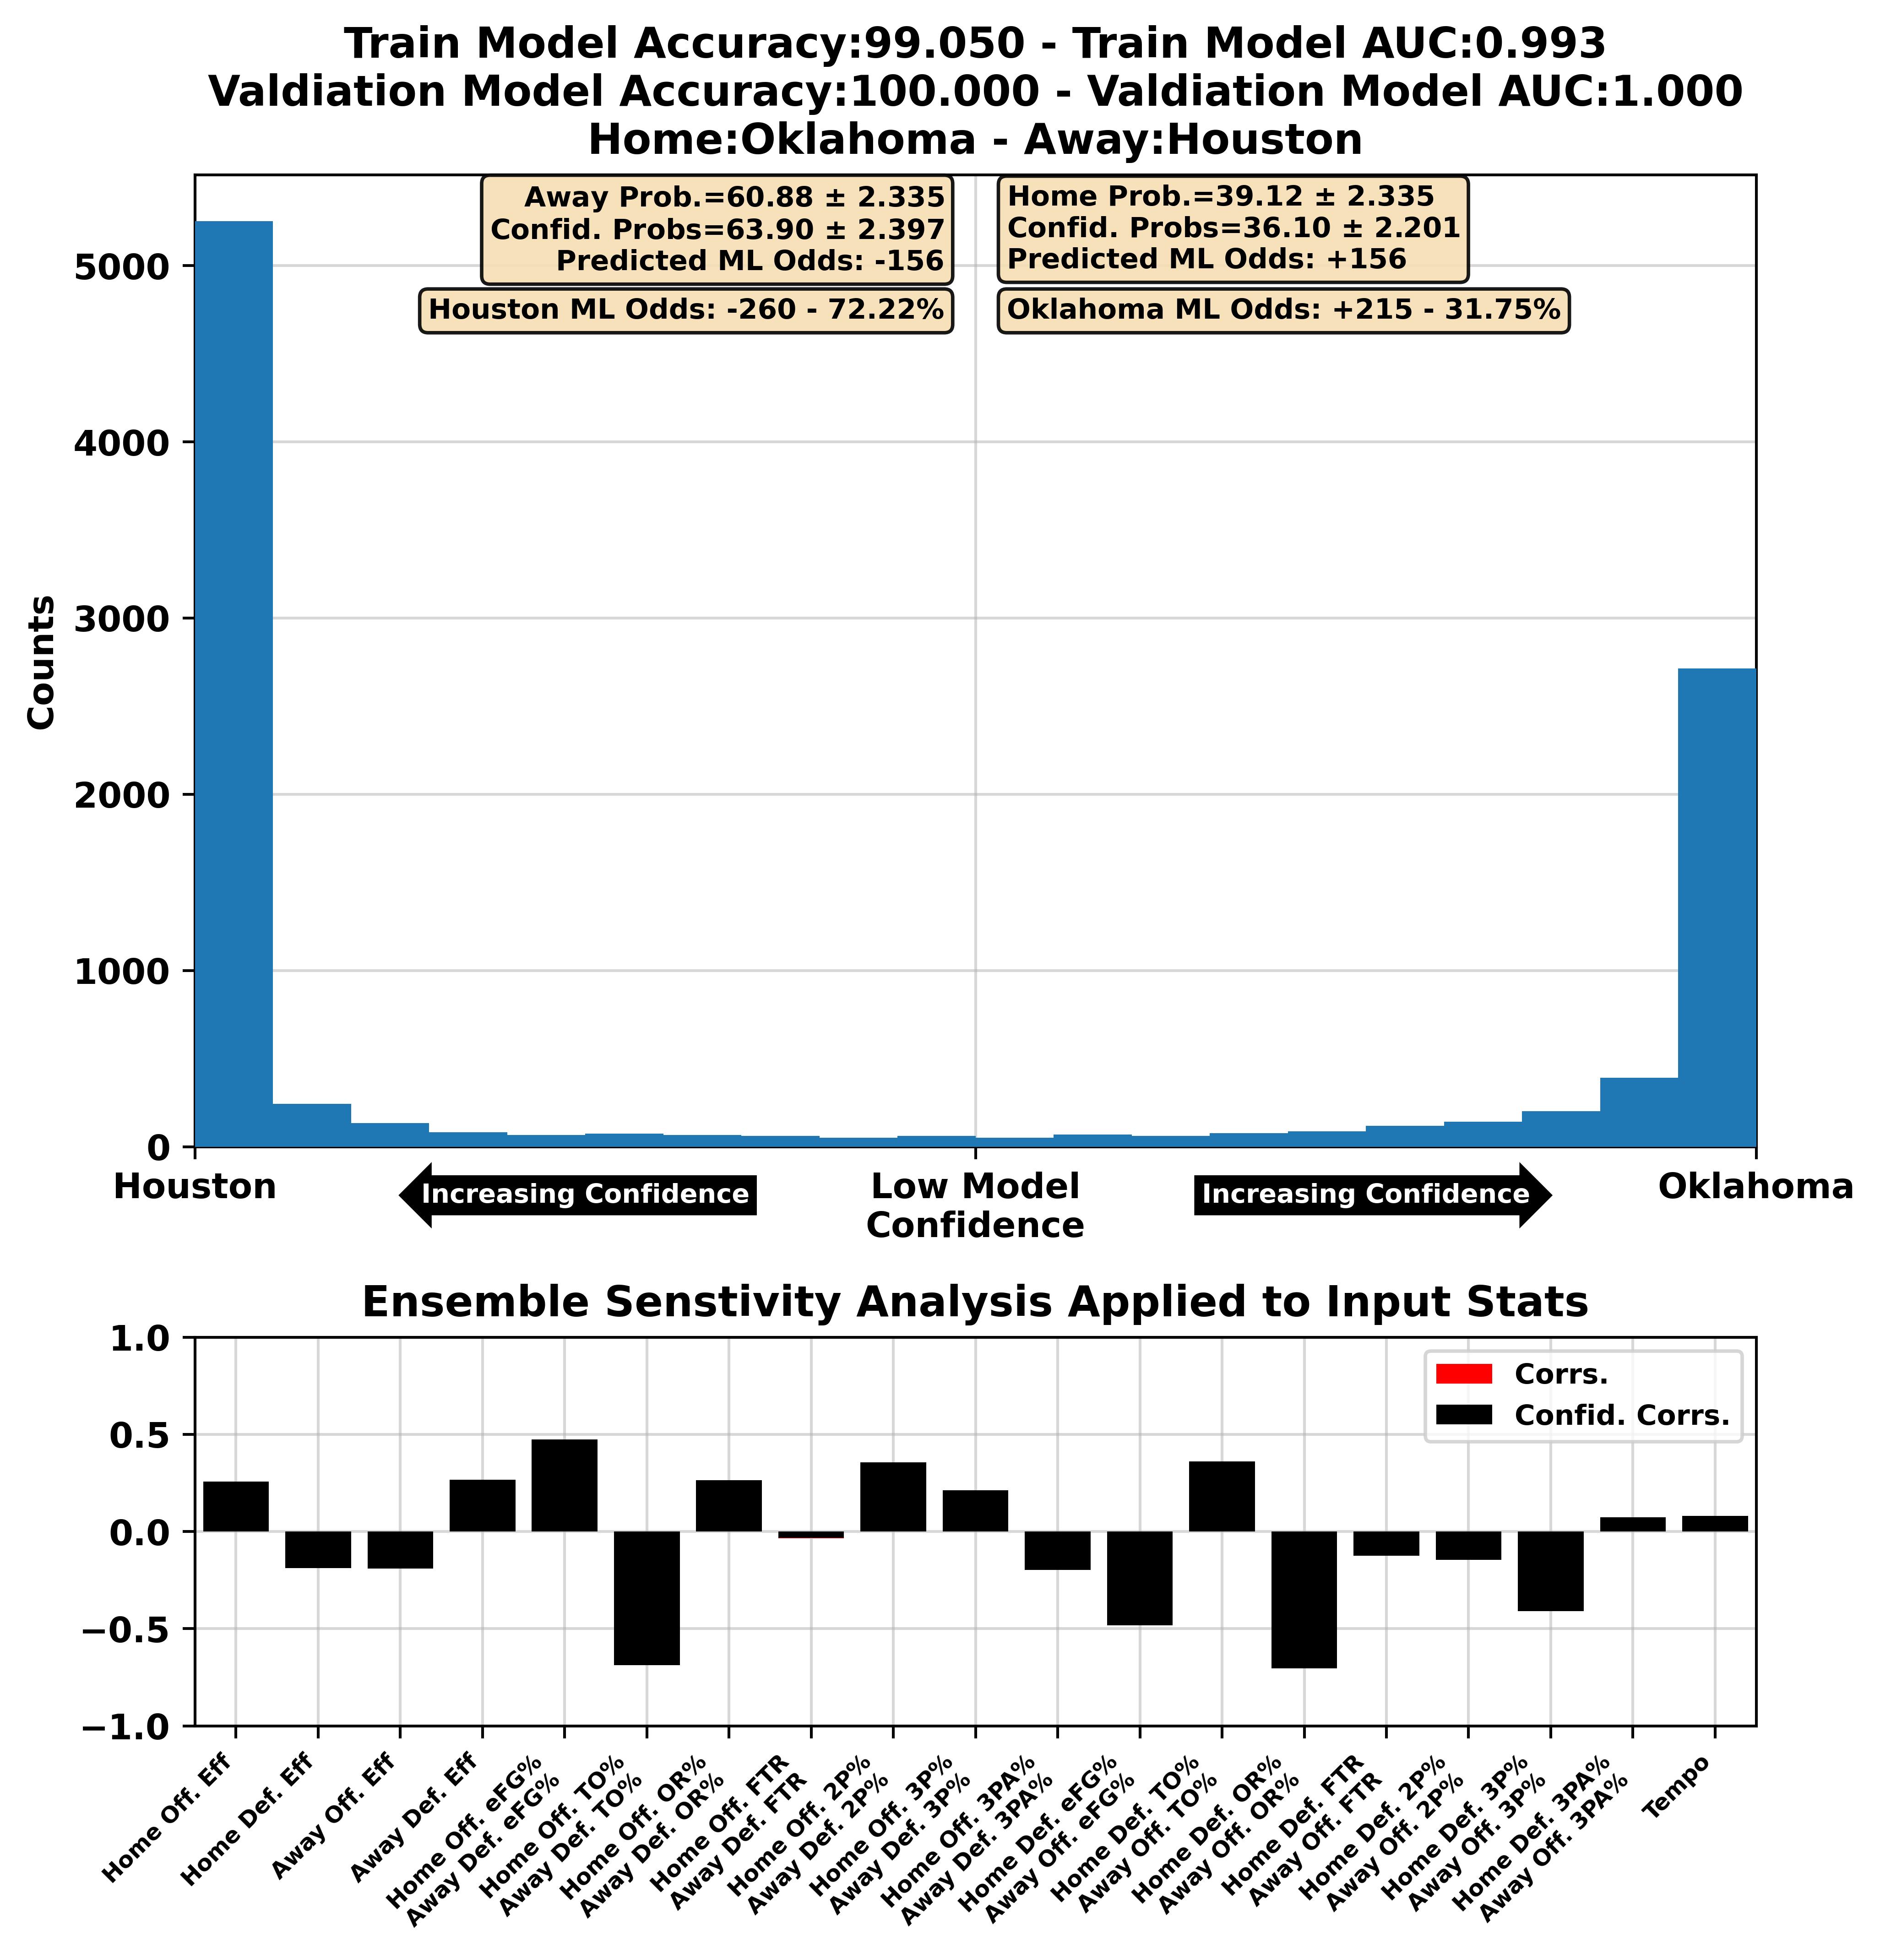 Train Model Accuracy:99.050 - Train Model AUC:0.993
Valdiation Model Accuracy:100.000 - Valdiation Model AUC:1.000
Home:Oklahoma - Away:Houston
Away Prob.=60.88 ± 2.335
Confid. Probs=63.90 ± 2.397
Predicted ML Odds: -156
Houston ML Odds: -260 - 72.22%
Home Prob.=39.12 ± 2.335
Confid. Probs=36.10 ± 2.201
Predicted ML Odds: +156
Oklahoma ML Odds: +215 - 31.75%
Counts
5000
4000
3000
2000
1000
0
Houston
Increasing Confidence
Low Model
Confidence
Increasing Confidence
Oklahoma
Ensemble Senstivity Analysis Applied to Input Stats
1.0
0.5
0.0
−0.5
−1.0
Corrs.
Confid. Corrs.
Home Off. Eff
Home Def. Eff
Away Off. Eff
Away Def. Eff
Home Off. eFG%
Away Def. eFG%
Home Off. TO%
Away Def. TO%
Home Off. OR%
Away Def. OR%
Home Off. FTR
Away Def. FTR
Home Off. 2P%
Away Def. 2P%
Home Off. 3P%
Away Def. 3P%
Home Off. 3PA%
Away Def. 3PA%
Home Def. eFG%
Away Off. eFG%
Home Def. TO%
Away Off. TO%
Home Def. OR%
Away Off. OR%
Home Def. FTR
Away Off. FTR
Home Def. 2P%
Away Off. 2P%
Home Def. 3P%
Away Off. 3P%
Home Def. 3PA%
Away Off. 3PA%
Tempo